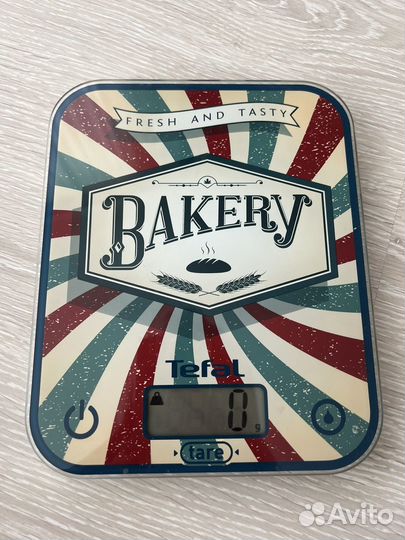 FRESH AND TASTY
BAKERY
Tefal
0 g
tare
Avito